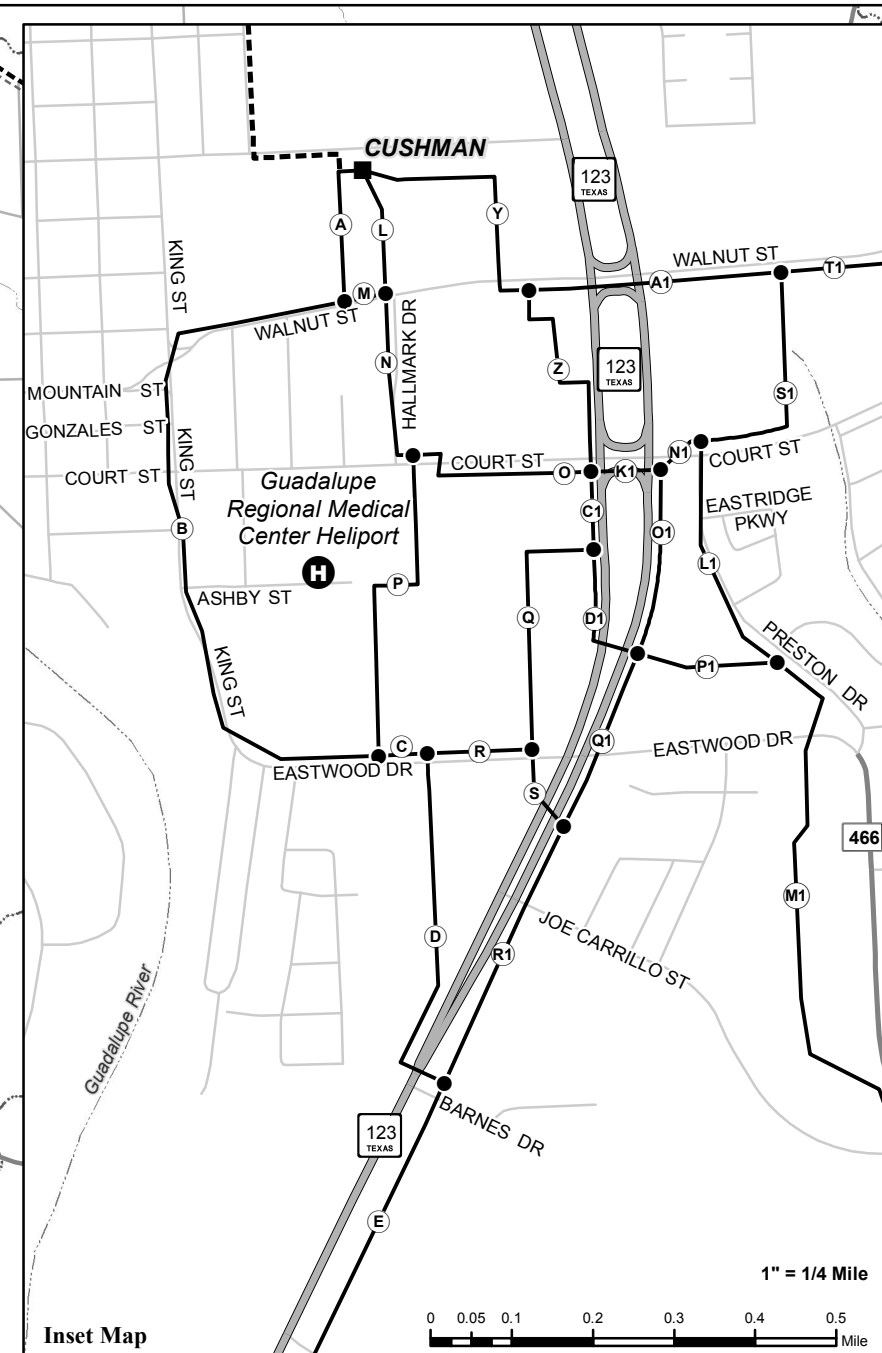 CUSHMAN
123
TEXAS
A
L
Y
KING ST
WALNUT ST
T1
A1
M
WALNUT ST
HALLMARK DR
N
Z
123
TEXAS
MOUNTAIN ST
S1
GONZALES ST
KING ST
COURT ST
COURT ST
O
K1
N1
COURT ST
Guadalupe
Regional Medical
Center Heliport
H
EASTRIDGE
PKWY
C1
O1
B
L1
P
ASHBY ST
Q
D1
PRESTON DR
P1
KING ST
Q1
EASTWOOD DR
C
R
EASTWOOD DR
S
466
M1
D
R1
JOE CARRILLO ST
Guadalupe River
BARNES DR
123
TEXAS
E
1" = 1/4 Mile
0 0.05 0.1 0.2 0.3 0.4 0.5
Mile
Inset Map